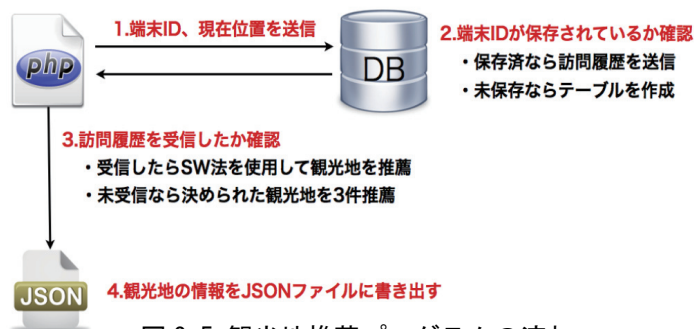 1.端末ID、現在位置を送信
php
DB
2.端末IDが保存されているか確認
・保存済なら訪問履歴を送信
・未保存ならテーブルを作成
3.訪問履歴を受信したか確認
・受信したらSW法を使用して観光地を推薦
・未受信なら決められた観光地を3件推薦
JSON
4.観光地の情報をJSONファイルに書き出す